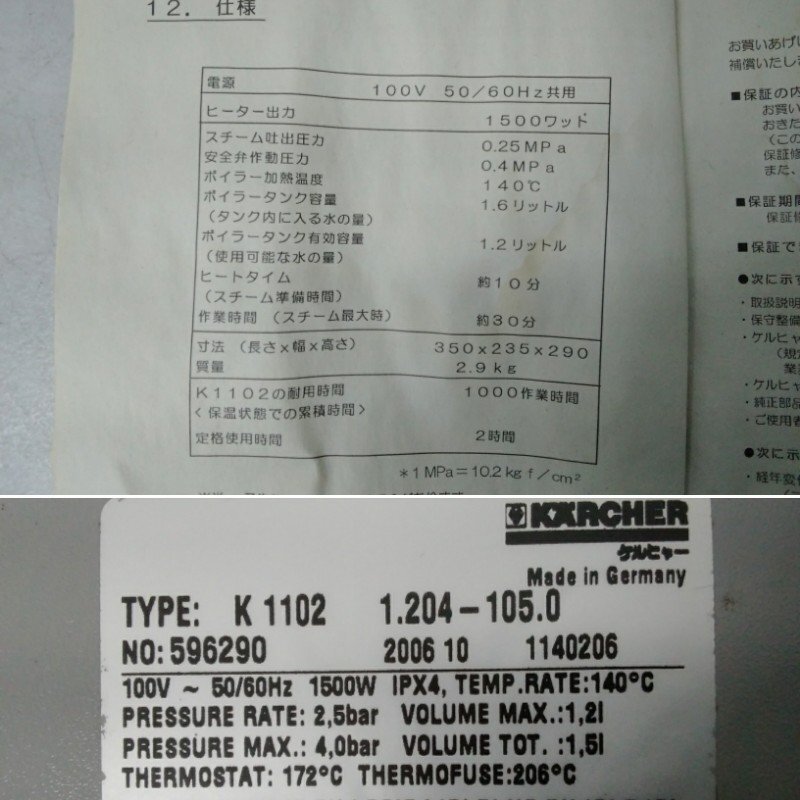 12. 仕様
電源 100V 50/60Hz共用
ヒーター出力 1500ワッド
スチーム吐出圧力 0.25MPa
安全弁作動圧力 0.4MPa
ボイラー加熱温度 140℃
ボイラータンク容量 1.6リットル
(タンク内に入る水の量)
ボイラータンク有効容量 1.2リットル
(使用可能な水の量)
ヒートタイム 約10分
(スチーム準備時間)
作業時間 (スチーム最大時) 約30分
寸法 (長さx幅x高さ) 350x235x290
質量 2.9kg
K1102の耐用時間 1000作業時間
<保温状態での累積時間>
定格使用時間 2時間
*1MPa=10.2kgf/cm²
お買いあげい
補償いたしま
■保証の内
お買い
おきた
(この
保証修
また、
■保証期間
保証修
■保証でき
●次に示す
・取扱説明
・保守整備
・ケルヒャ
(規定
業者
・ケルヒャ
・純正部品
・ご使用者
●次に示
・経年変化
KÄRCHER
ケルヒャー
Made in Germany
TYPE: K 1102 1.204-105.0
NO: 596290 2006 10 1140206
100V ~ 50/60Hz 1500W IPX4, TEMP.RATE:140°C
PRESSURE RATE: 2,5bar VOLUME MAX.:1,2l
PRESSURE MAX.: 4,0bar VOLUME TOT. :1,5l
THERMOSTAT: 172°C THERMOFUSE:206°C